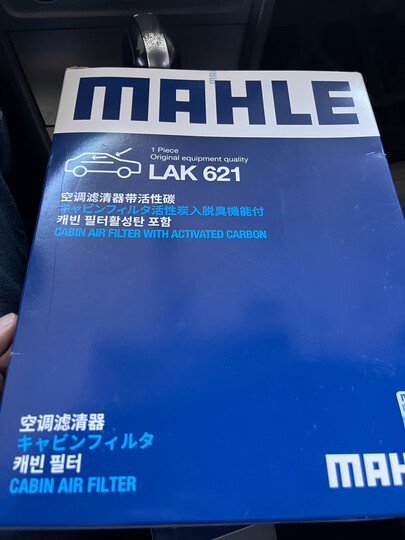 MAHLE
1 Piece
Original equipment quality
LAK 621
空调滤清器带活性碳
キャビンフィルタ活性炭入脱臭機能付
캐빈 필터활성탄 포함
CABIN AIR FILTER WITH ACTIVATED CARBON
空调滤清器
キャビンフィルタ
캐빈 필터
CABIN AIR FILTER
MAHL